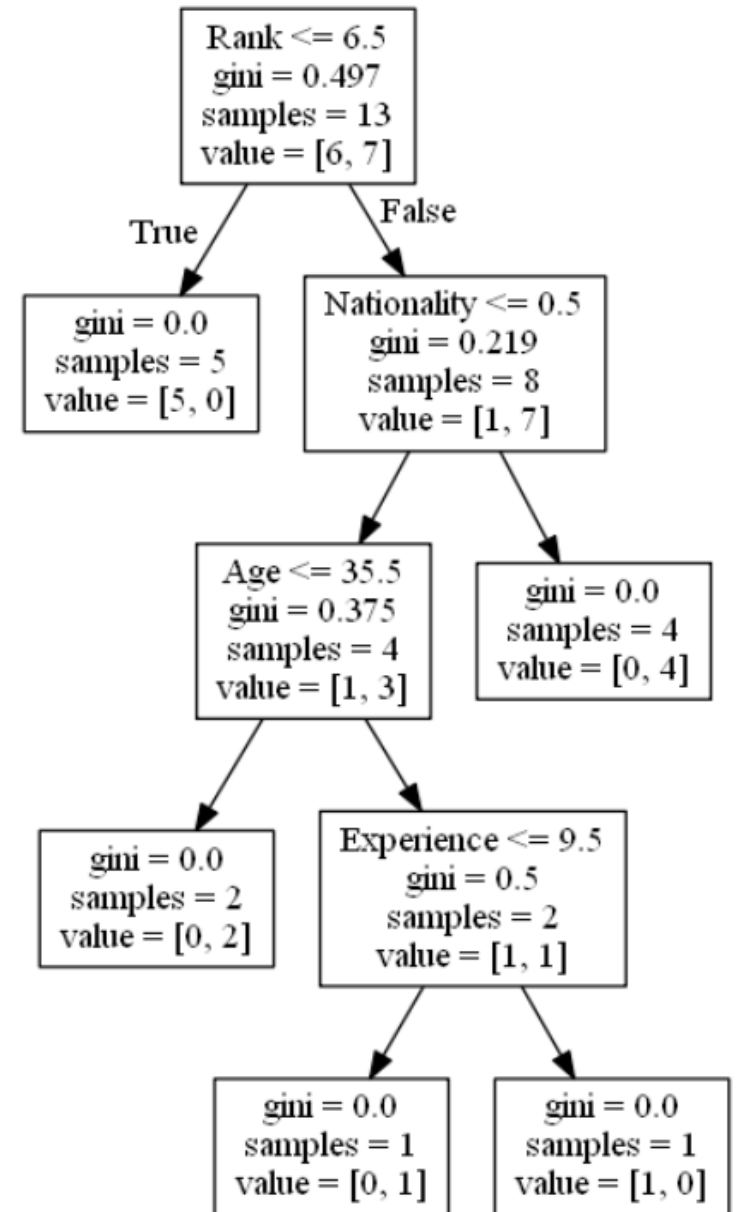 Rank <= 6.5
gini = 0.497
samples = 13
value = [6, 7]
True
False
gini = 0.0
samples = 5
value = [5, 0]
Nationality <= 0.5
gini = 0.219
samples = 8
value = [1, 7]
Age <= 35.5
gini = 0.375
samples = 4
value = [1, 3]
gini = 0.0
samples = 4
value = [0, 4]
gini = 0.0
samples = 2
value = [0, 2]
Experience <= 9.5
gini = 0.5
samples = 2
value = [1, 1]
gini = 0.0
samples = 1
value = [0, 1]
gini = 0.0
samples = 1
value = [1, 0]